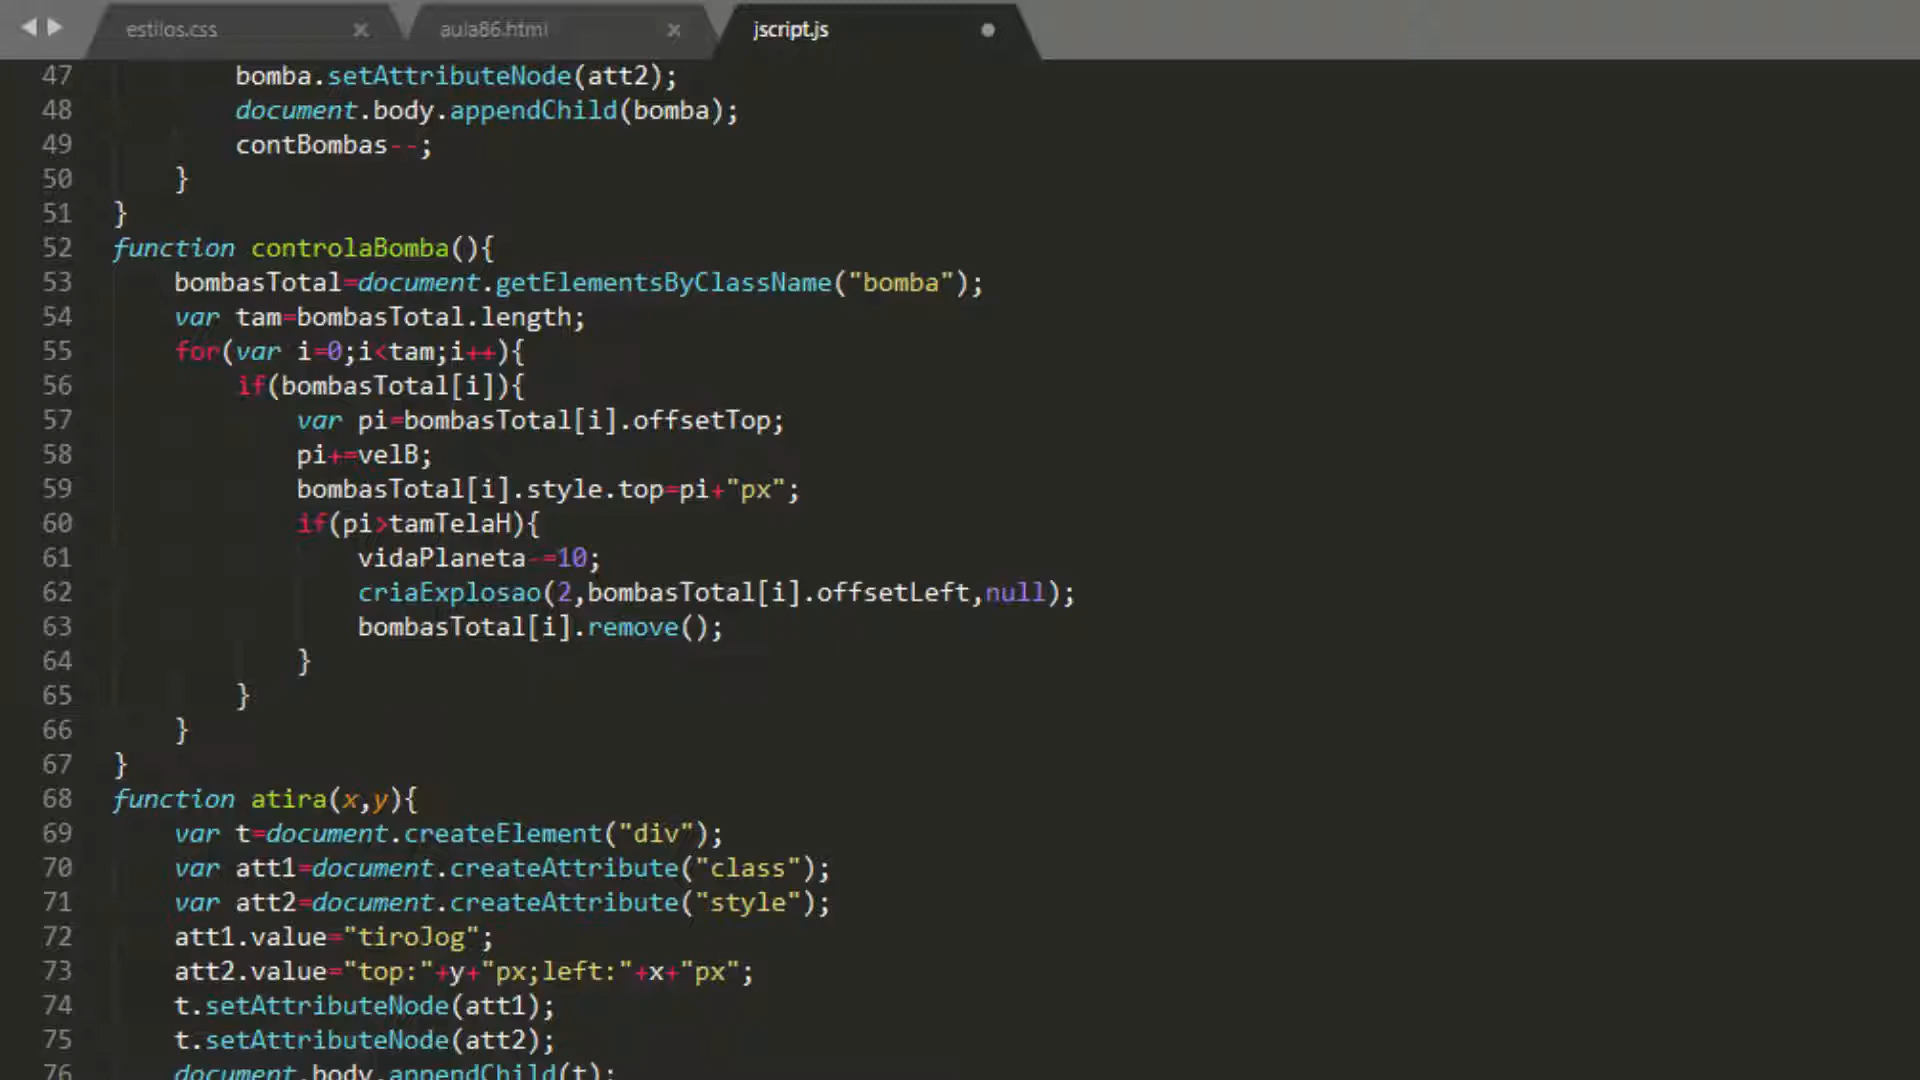 estilos.css × aula86.html × jscript.js
47 bomba.setAttributeNode(att2);
48 document.body.appendChild(bomba);
49 contBombas--;
50 }
51 }
52 function controlaBomba(){
53 bombasTotal=document.getElementsByClassName("bomba");
54 var tam=bombasTotal.length;
55 for(var i=0;i<tam;i++){
56 if(bombasTotal[i]){
57 var pi=bombasTotal[i].offsetTop;
58 pi+=velB;
59 bombasTotal[i].style.top=pi+"px";
60 if(pi>tamTelaH){
61 vidaPlaneta-=10;
62 criaExplosao(2,bombasTotal[i].offsetLeft,null);
63 bombasTotal[i].remove();
64 }
65 }
66 }
67 }
68 function atira(x,y){
69 var t=document.createElement("div");
70 var att1=document.createAttribute("class");
71 var att2=document.createAttribute("style");
72 att1.value="tiroJog";
73 att2.value="top:"+y+"px;left:"+x+"px";
74 t.setAttributeNode(att1);
75 t.setAttributeNode(att2);
76 document.body.appendChild(t);